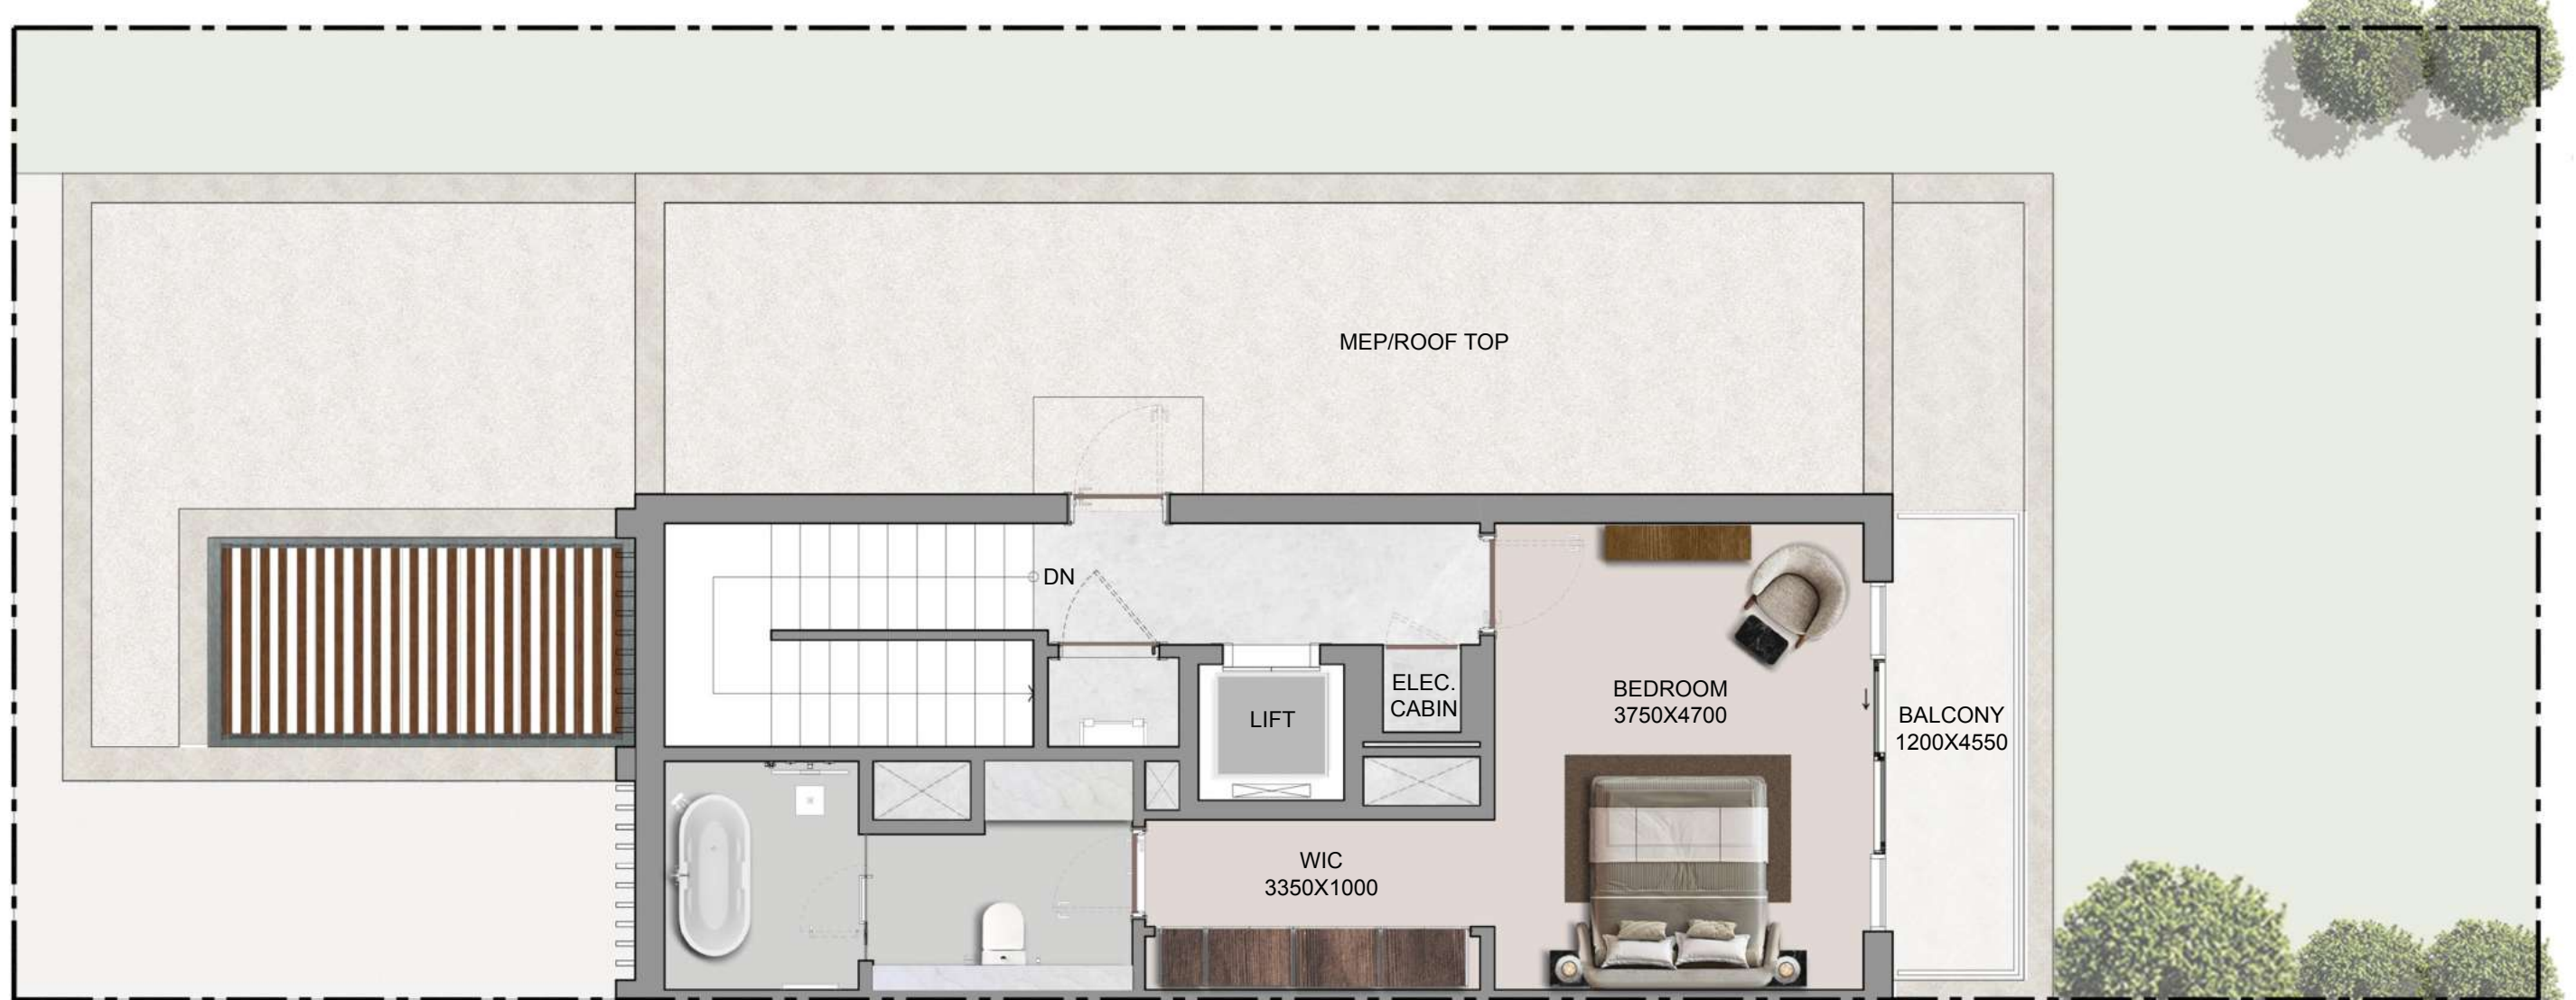 MEP/ROOF TOP
DN
ELEC.
CABIN
LIFT
BEDROOM
3750X4700
BALCONY
1200X4550
WIC
3350X1000